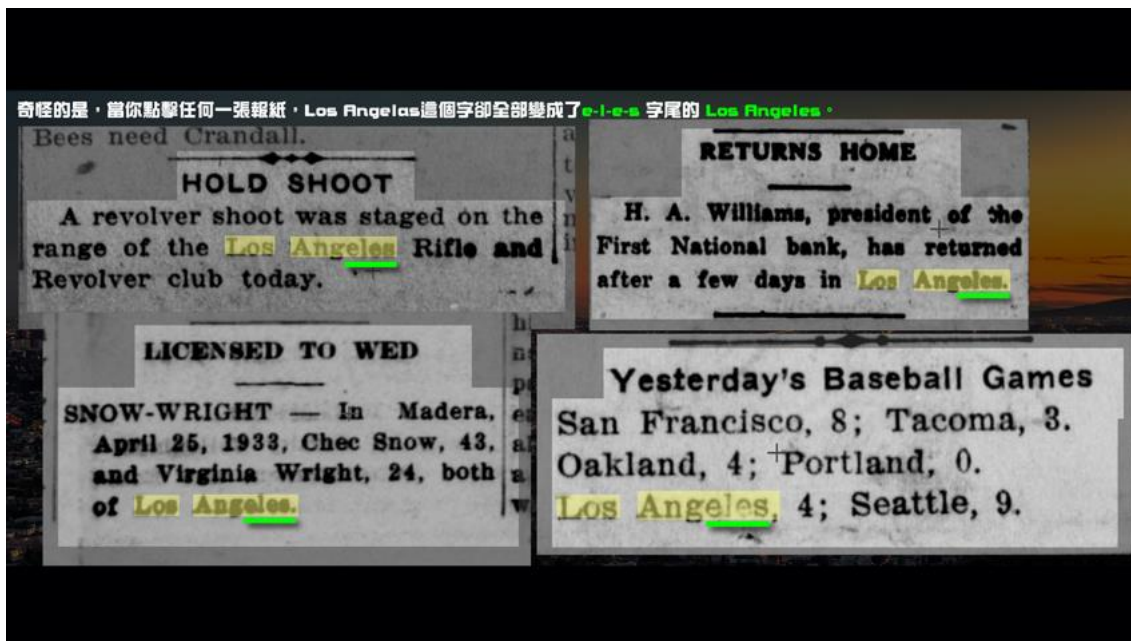 奇怪的是，當你點擊任何一張報紙，Los Angelas這個字卻全部變成了e-l-e-s 字尾的 Los Angeles。
Bees need Crandall.
HOLD SHOOT
A revolver shoot was staged on the
range of the Los Angeles Rifle and
Revolver club today.
RETURNS HOME
H. A. Williams, president of the
First National bank, has returned
after a few days in Los Angeles.
LICENSED TO WED
SNOW-WRIGHT — In Madera,
April 25, 1933, Chec Snow, 43,
and Virginia Wright, 24, both
of Los Angeles.
Yesterday's Baseball Games
San Francisco, 8; Tacoma, 3.
Oakland, 4; Portland, 0.
Los Angeles, 4; Seattle, 9.